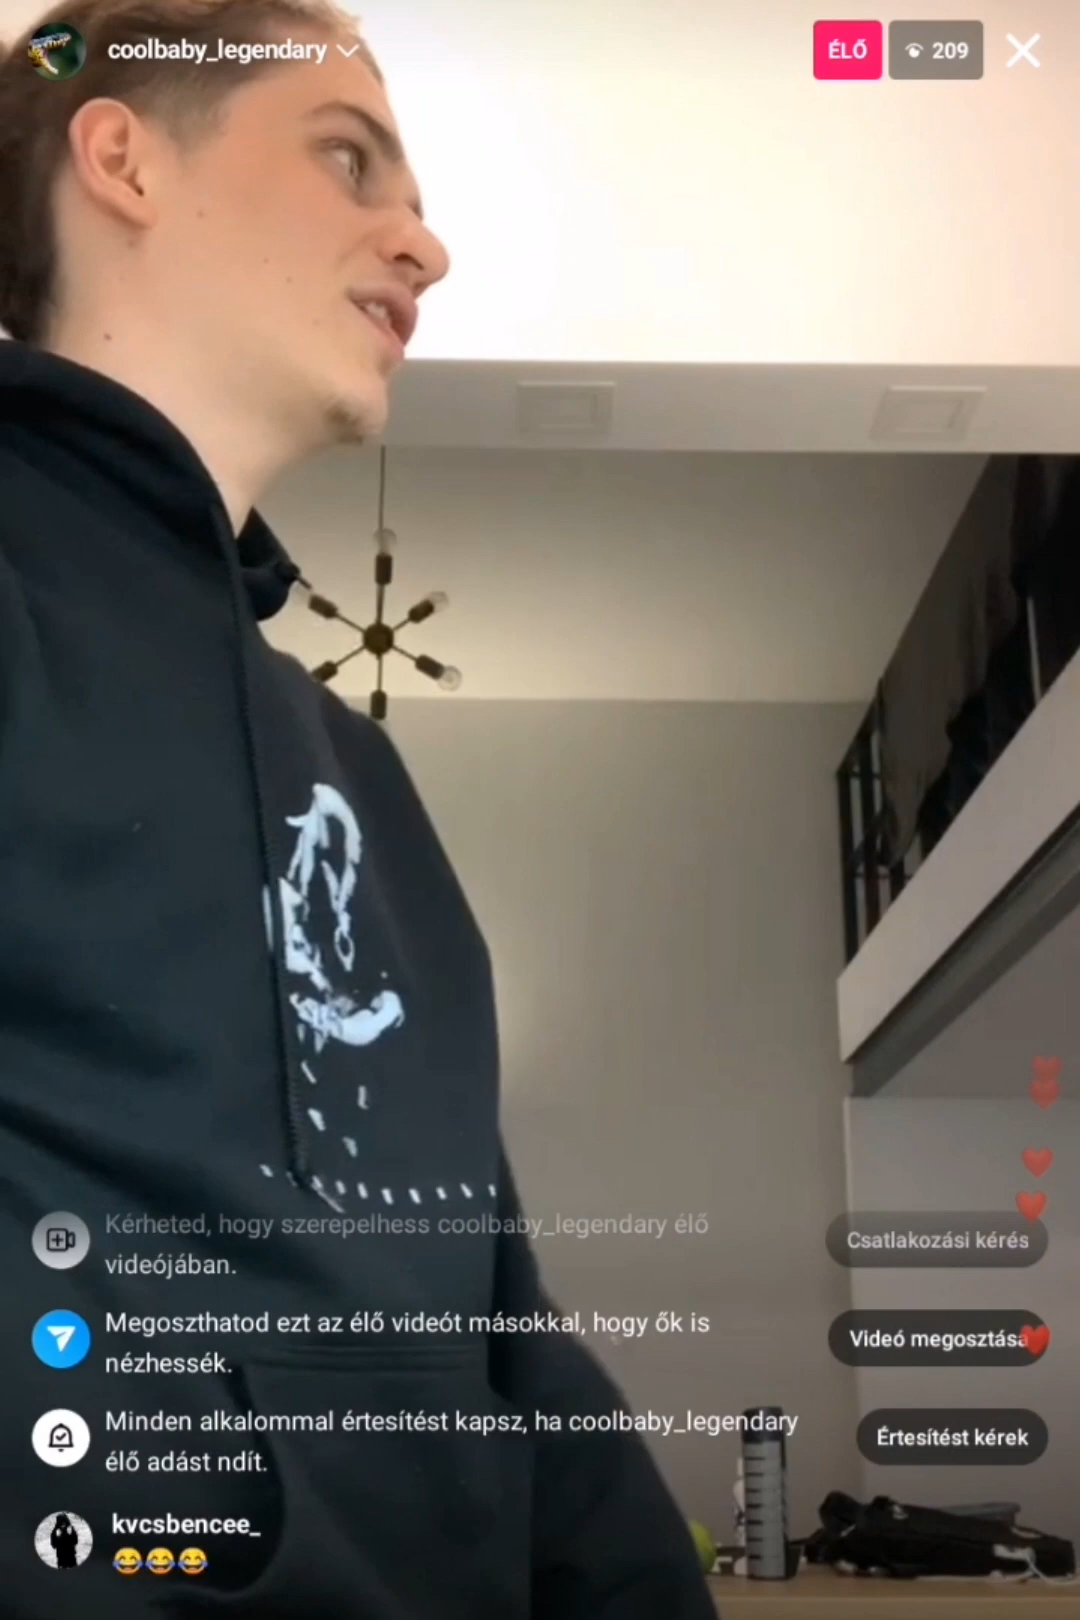 coolbaby_legendary
ÉLŐ
209
Kérheted, hogy szerepelhess coolbaby_legendary élő
videójában.
Csatlakozási kérés
Megoszthatod ezt az élő videót másokkal, hogy ők is
nézhessék.
Videó megosztása
Minden alkalommal értesítést kapsz, ha coolbaby_legendary
élő adást ndít.
Értesítést kérek
kvcsbencee_
😂😂😂